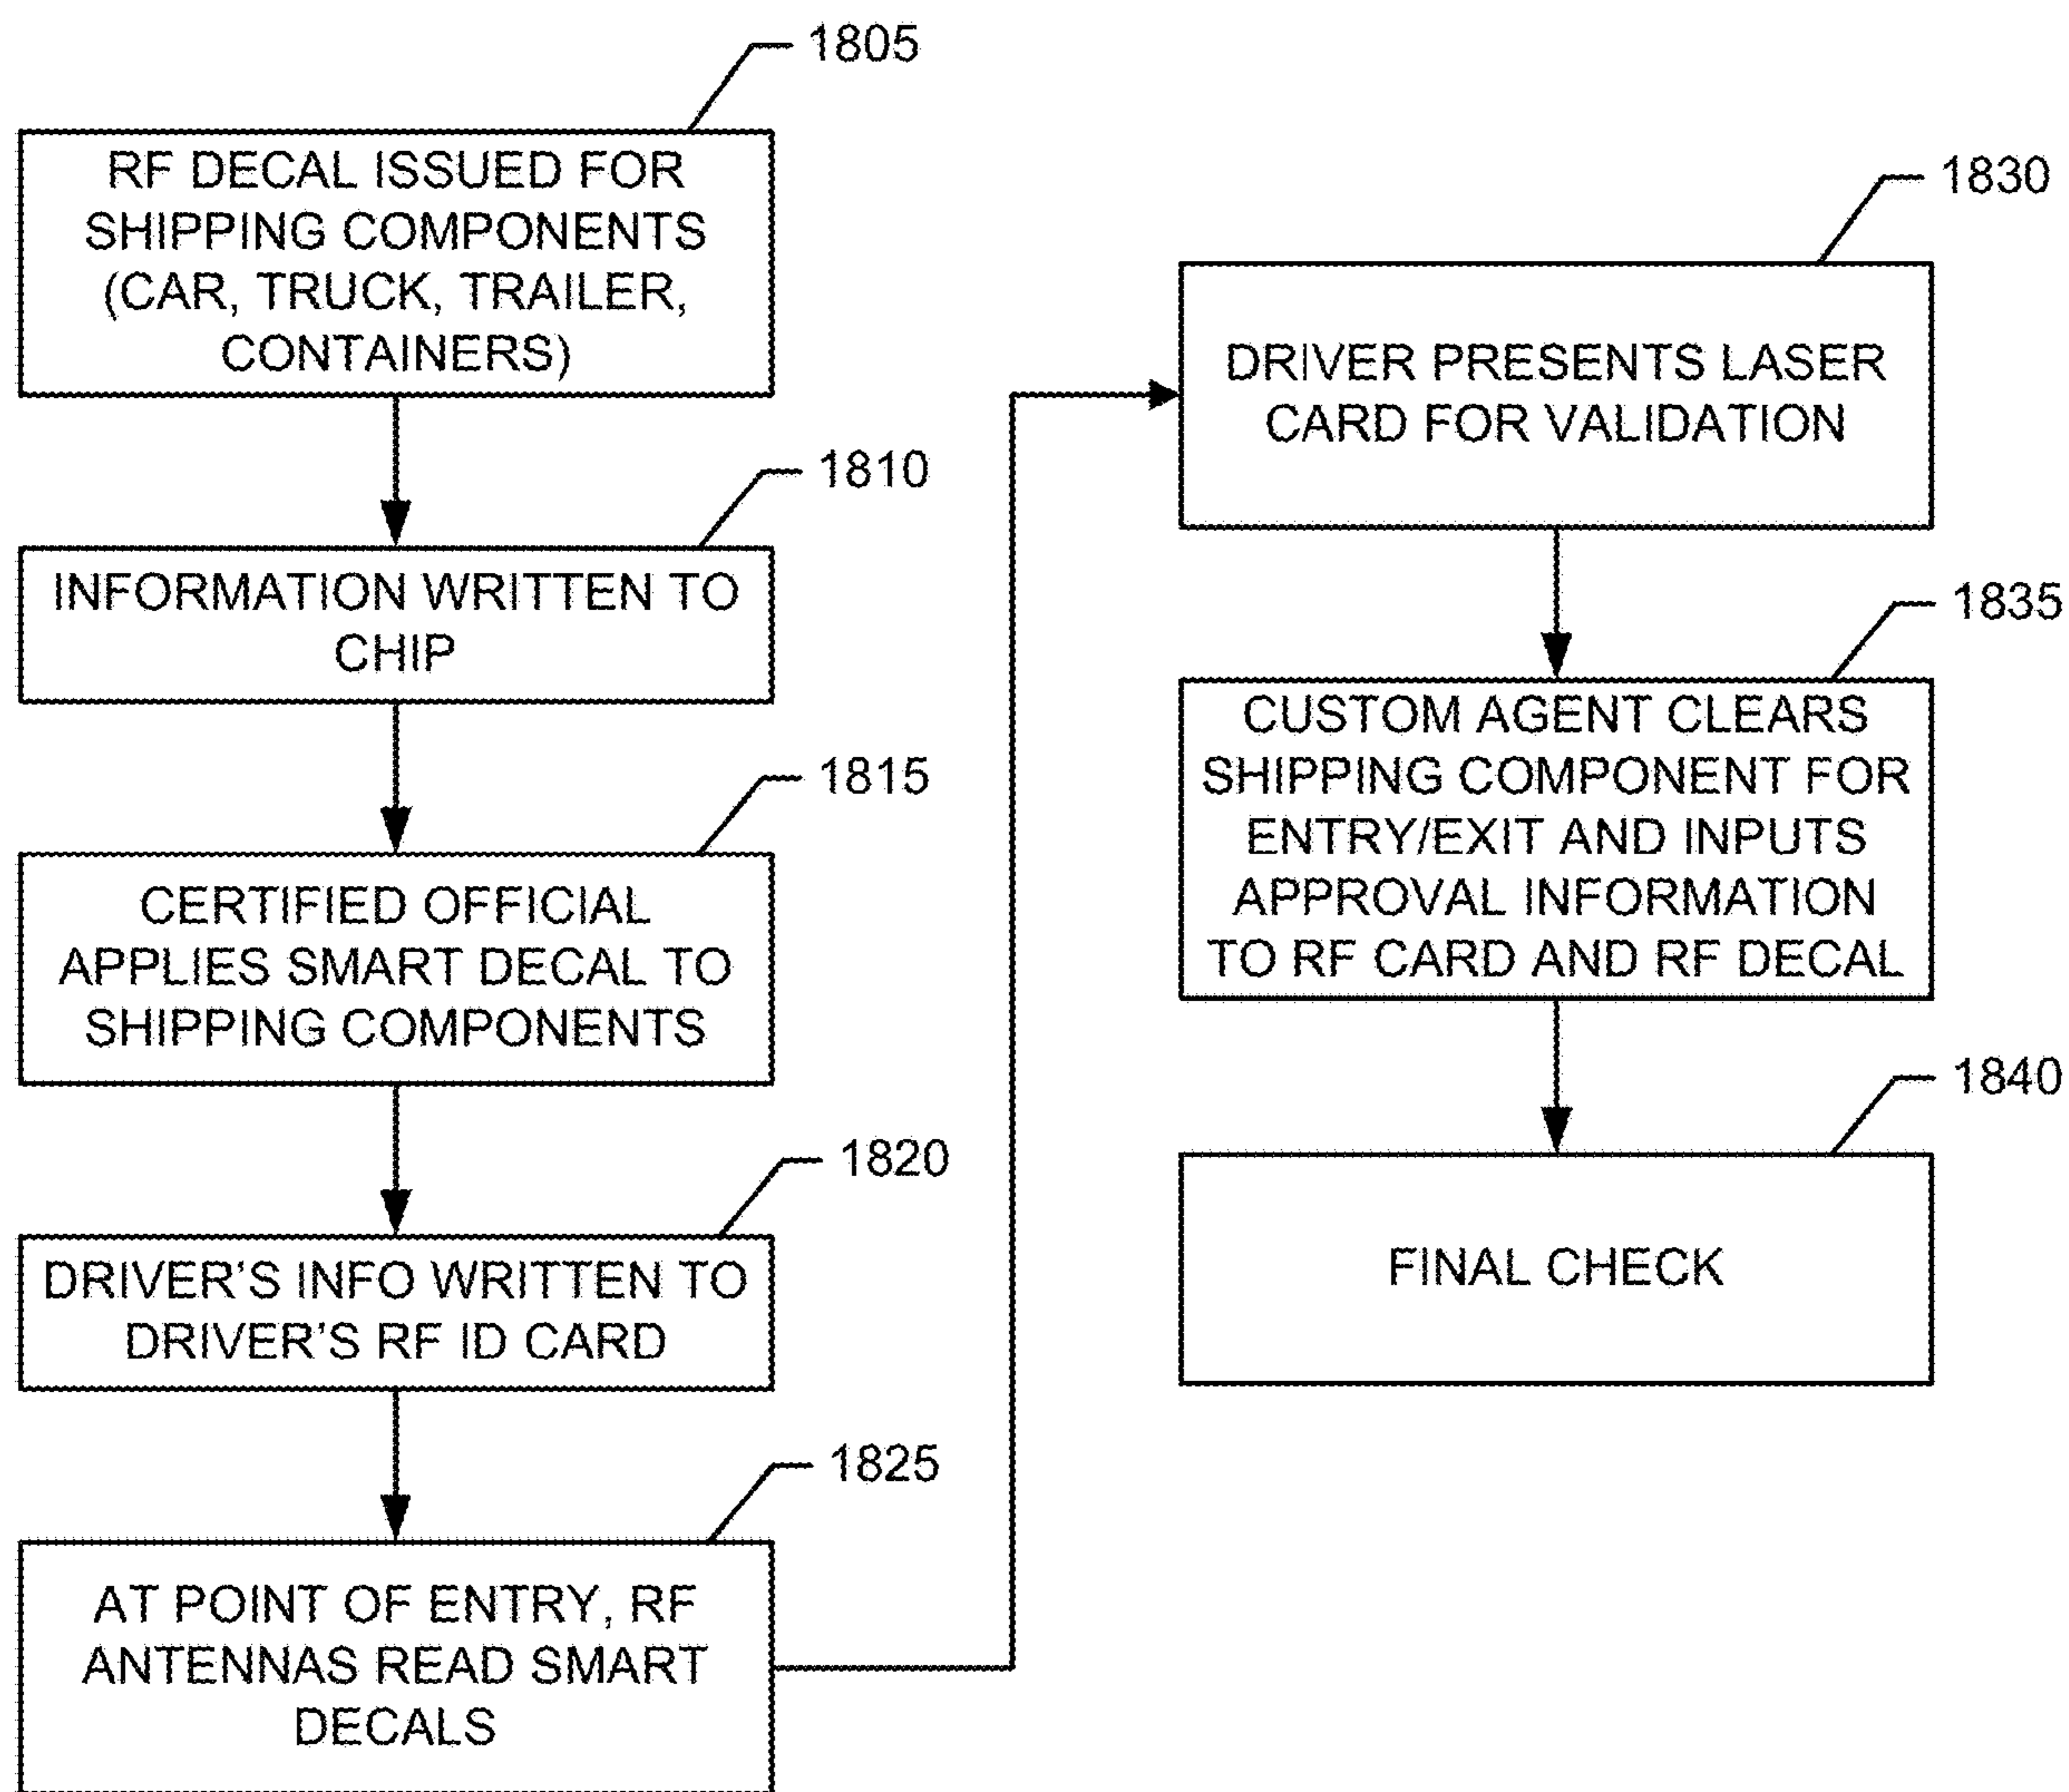 1805
RF DECAL ISSUED FOR
SHIPPING COMPONENTS
(CAR, TRUCK, TRAILER,
CONTAINERS)
1810
INFORMATION WRITTEN TO
CHIP
1815
CERTIFIED OFFICIAL
APPLIES SMART DECAL TO
SHIPPING COMPONENTS
1820
DRIVER'S INFO WRITTEN TO
DRIVER'S RF ID CARD
1825
AT POINT OF ENTRY, RF
ANTENNAS READ SMART
DECALS
1830
DRIVER PRESENTS LASER
CARD FOR VALIDATION
1835
CUSTOM AGENT CLEARS
SHIPPING COMPONENT FOR
ENTRY/EXIT AND INPUTS
APPROVAL INFORMATION
TO RF CARD AND RF DECAL
1840
FINAL CHECK